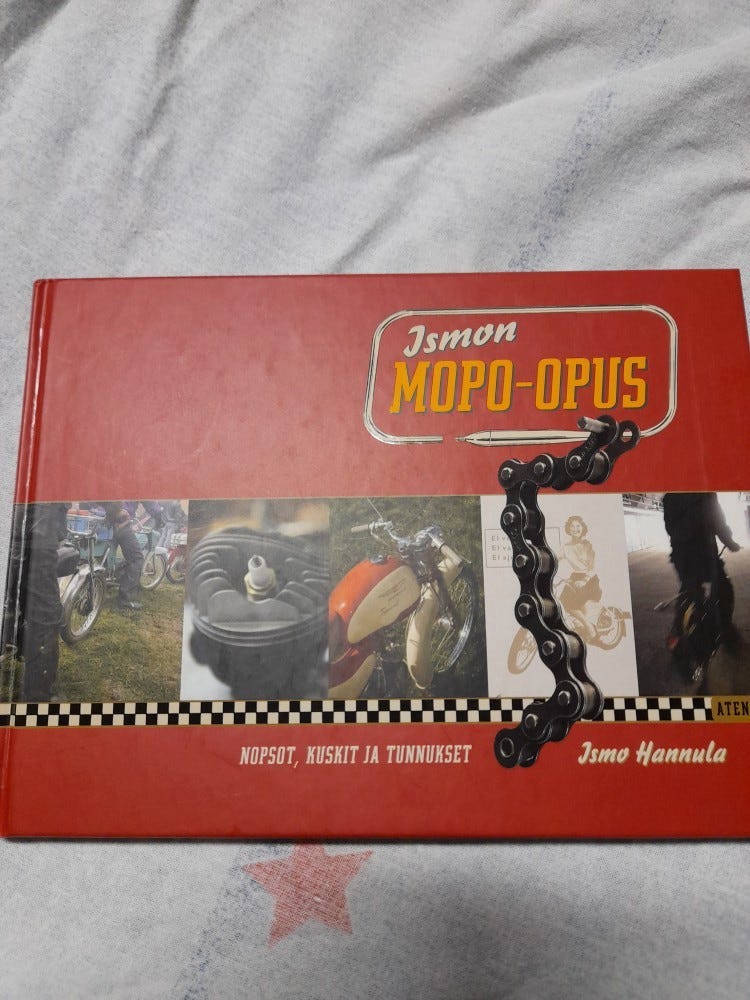 Ismon
MOPO-OPUS
NOPSOT, KUSKIT JA TUNNUKSET
Ismo Hannula
ATEN